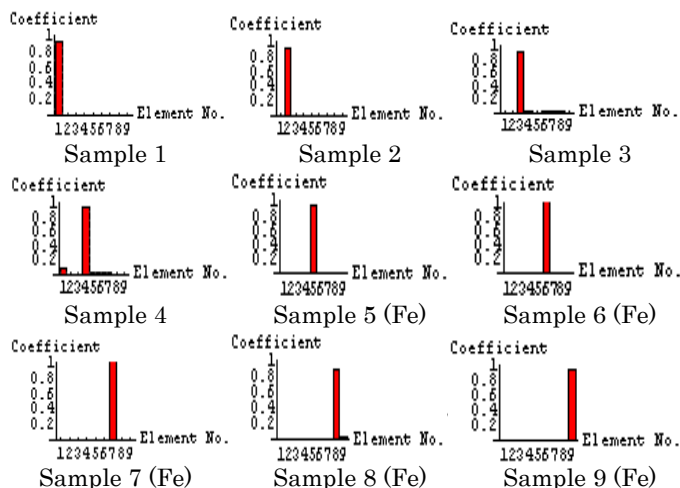 Coefficient
1
0.8
0.6
0.4
0.2
Element No.
123456789
Sample 1
Coefficient
1
0.8
0.6
0.4
0.2
Element No.
123456789
Sample 2
Coefficient
1
0.8
0.6
0.4
0.2
Element No.
123456789
Sample 3
Coefficient
1
0.8
0.6
0.4
0.2
Element No.
123456789
Sample 4
Coefficient
1
0.8
0.6
0.4
0.2
Element No.
123456789
Sample 5 (Fe)
Coefficient
1
0.8
0.6
0.4
0.2
Element No.
123456789
Sample 6 (Fe)
Coefficient
1
0.8
0.6
0.4
0.2
Element No.
123456789
Sample 7 (Fe)
Coefficient
1
0.8
0.6
0.4
0.2
Element No.
123456789
Sample 8 (Fe)
Coefficient
1
0.8
0.6
0.4
0.2
Element No.
123456789
Sample 9 (Fe)